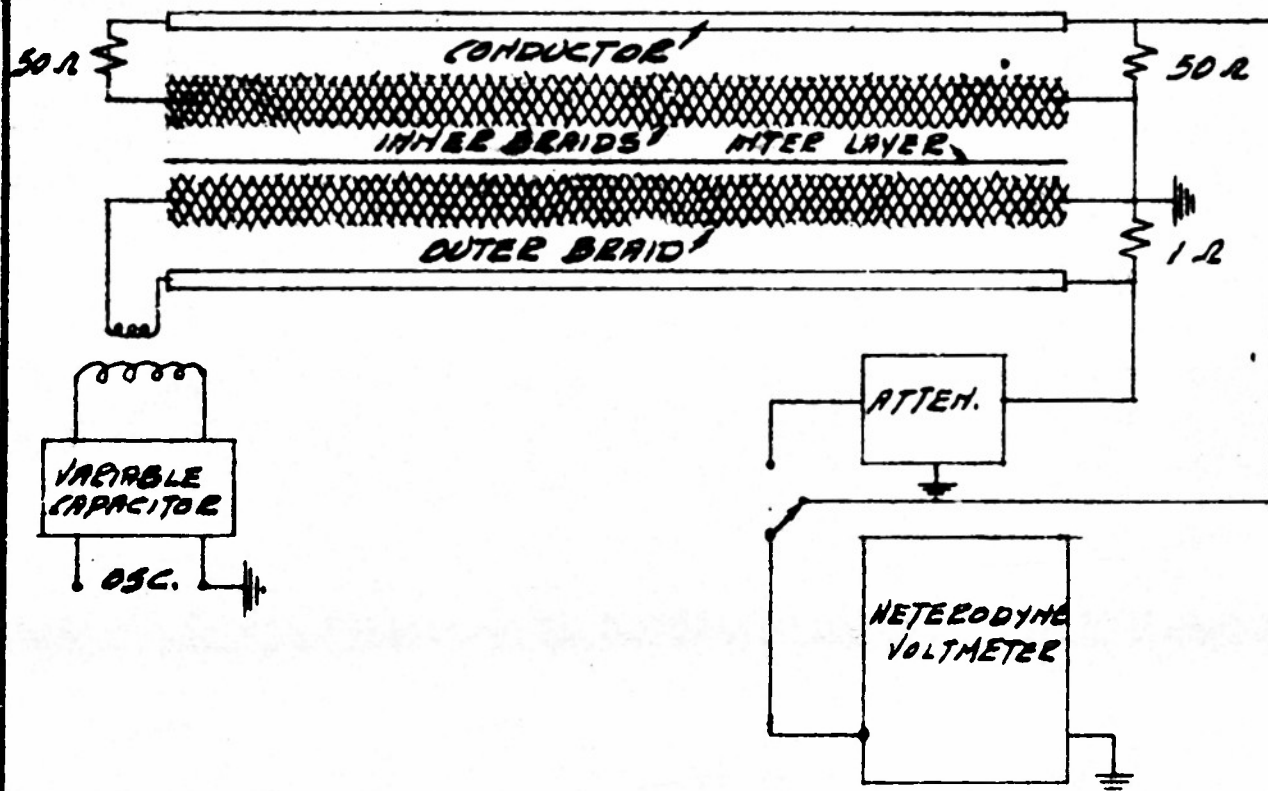 CONDUCTOR
50 Ω
50 Ω
INNER BRAIDS
INTER LAYER
OUTER BRAID
1 Ω
ATTEN.
VARIABLE
CAPACITOR
OSC.
HETERODYNE
VOLTMETER